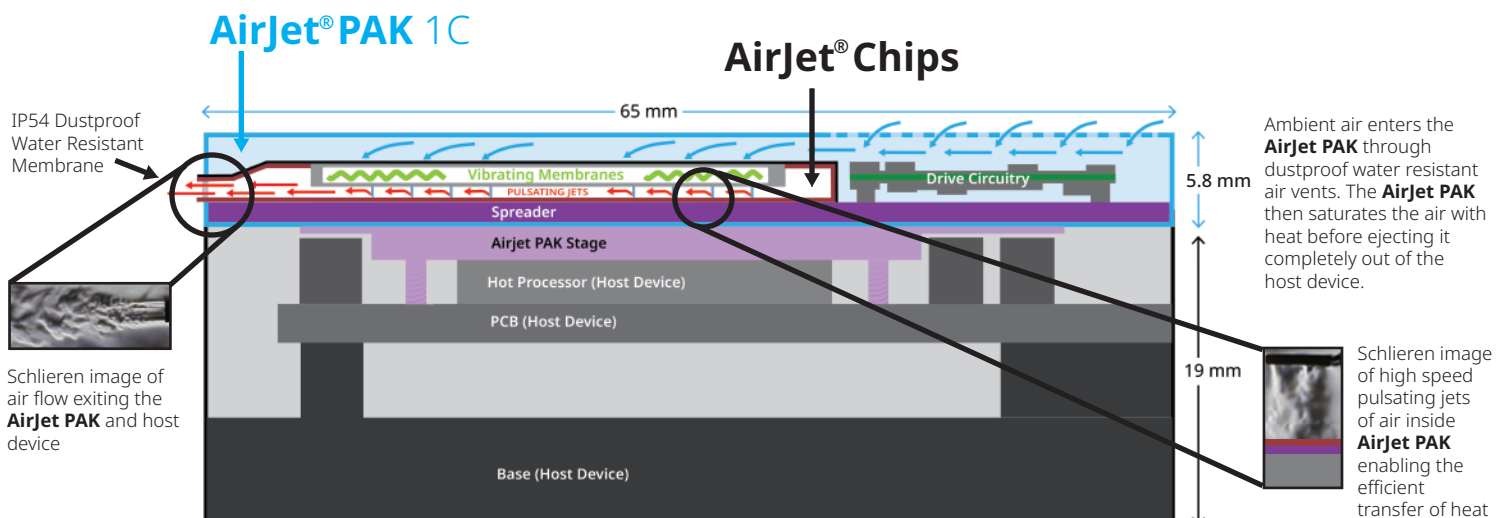 AirJet® PAK 1C
AirJet® Chips
65 mm
IP54 Dustproof
Water Resistant
Membrane
Vibrating Membranes
PULSATING JETS
Drive Circuitry
5.8 mm
Spreader
Airjet PAK Stage
Hot Processor (Host Device)
PCB (Host Device)
Base (Host Device)
19 mm
Ambient air enters the
AirJet PAK through
dustproof water resistant
air vents. The AirJet PAK
then saturates the air with
heat before ejecting it
completely out of the
host device.
Schlieren image of
air flow exiting the
AirJet PAK and host
device
Schlieren image
of high speed
pulsating jets
of air inside
AirJet PAK
enabling the
efficient
transfer of heat